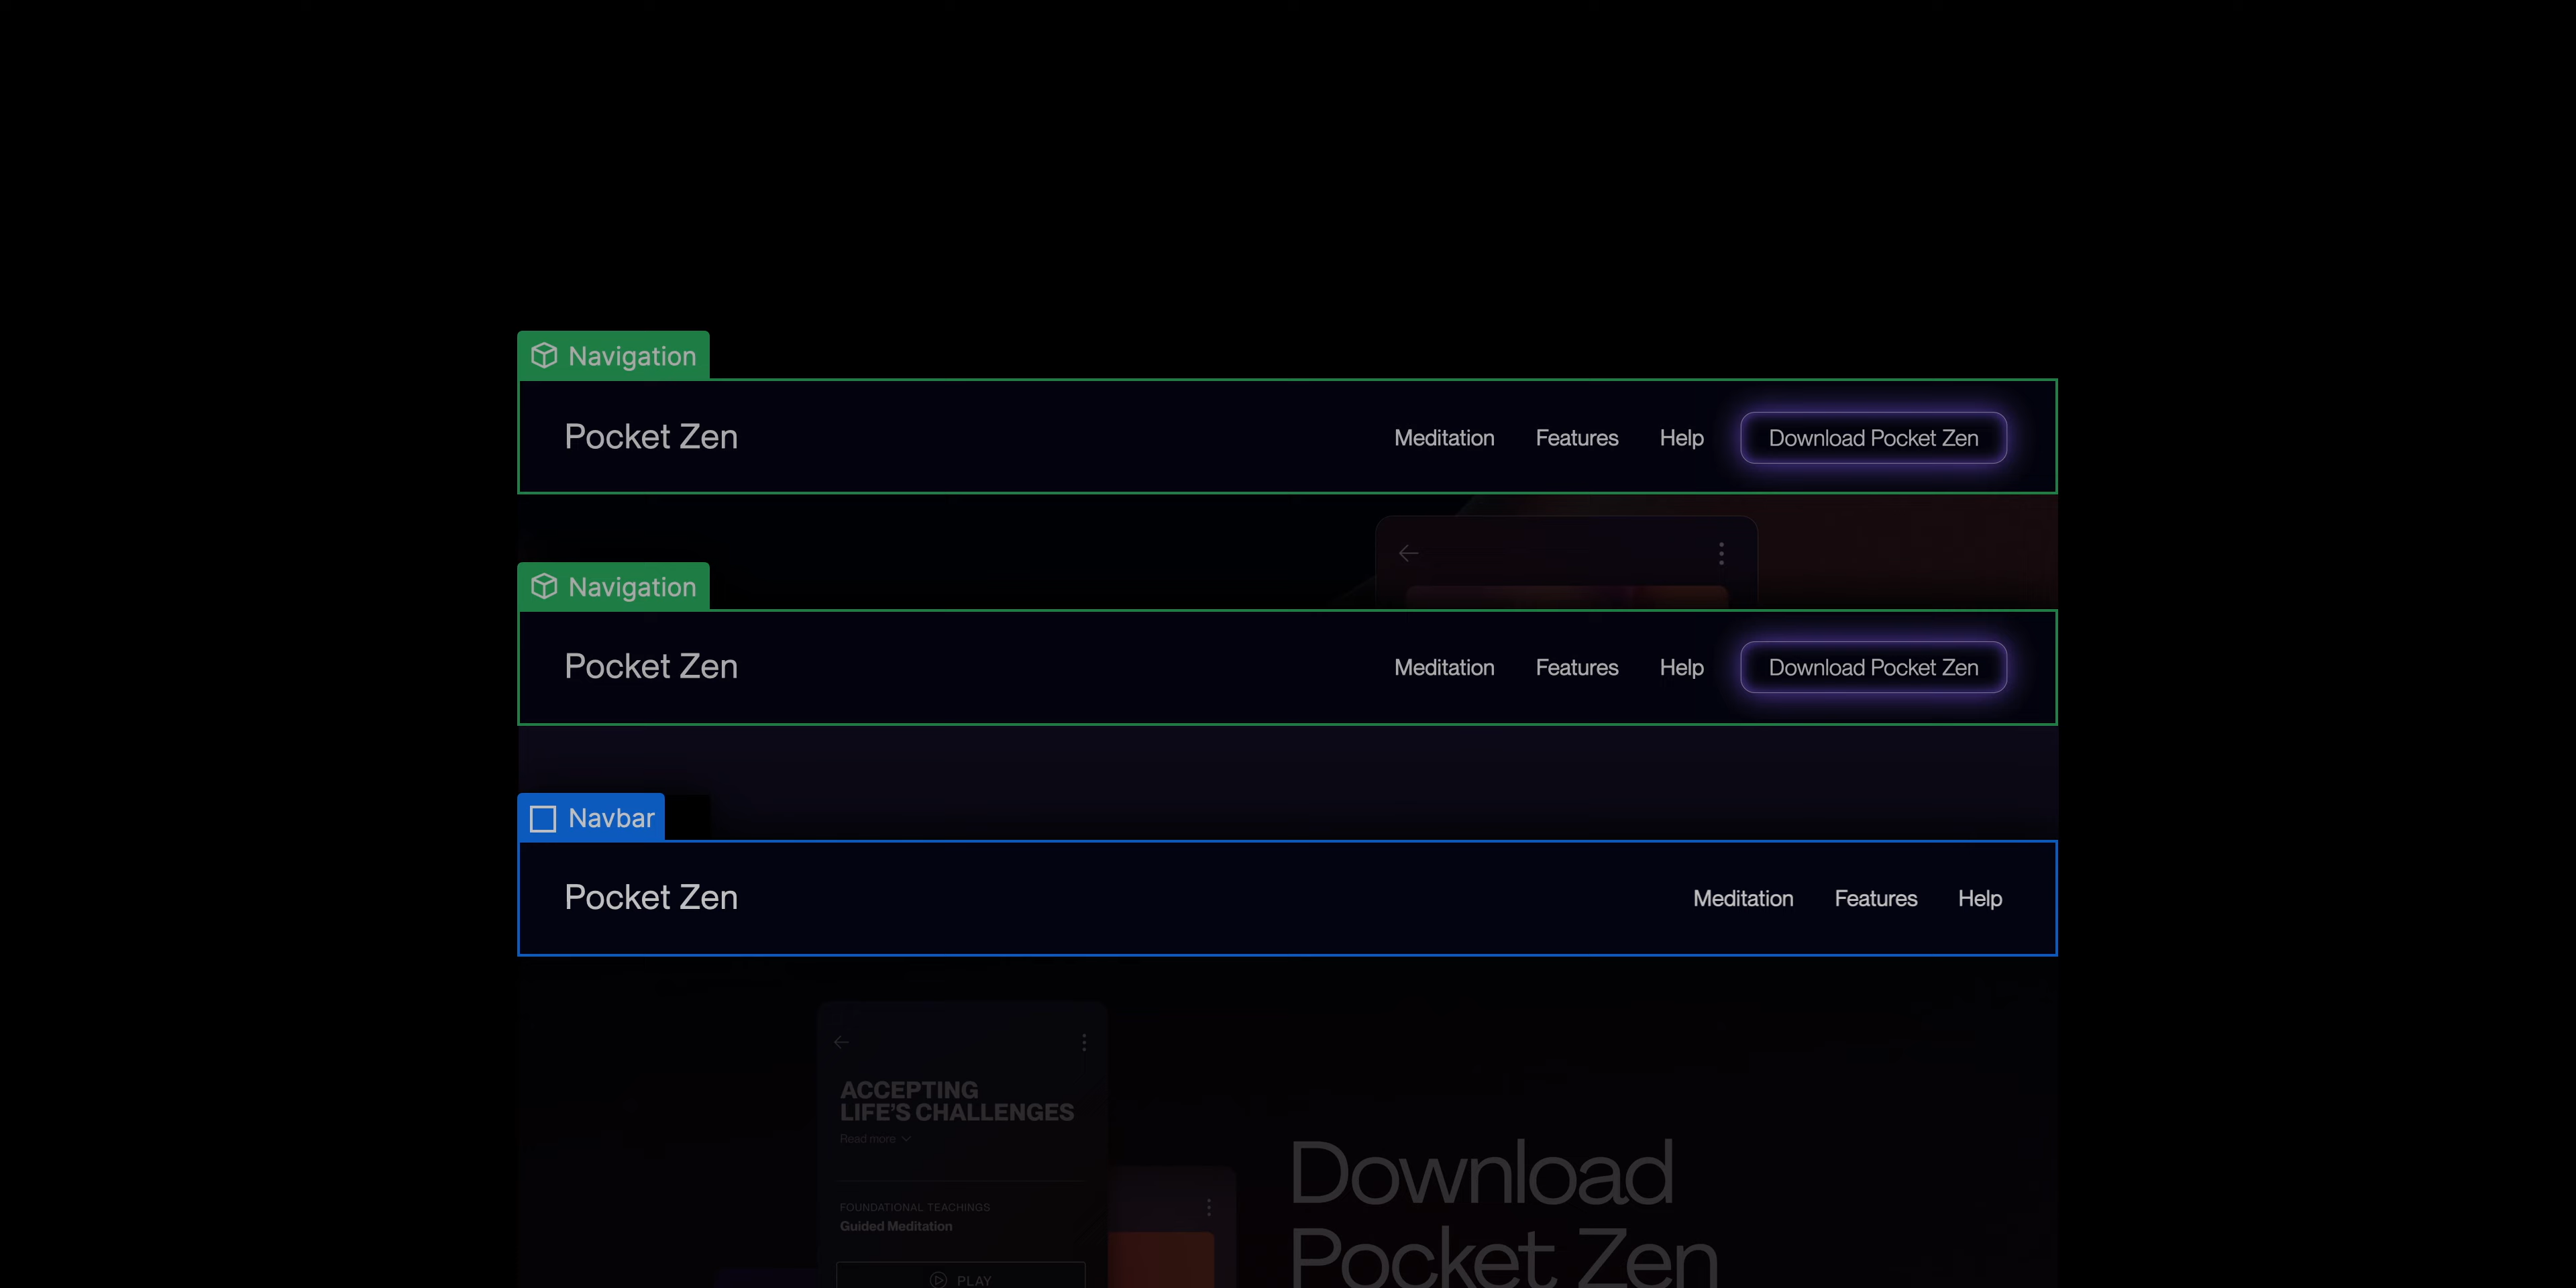 Navigation
Pocket Zen Meditation Features Help Download Pocket Zen
Navigation
Pocket Zen Meditation Features Help Download Pocket Zen
Navbar
Pocket Zen Meditation Features Help
ACCEPTING
LIFE'S CHALLENGES
Read more
FOUNDATIONAL TEACHINGS
Guided Meditation
PLAY
Download
Pocket Zen